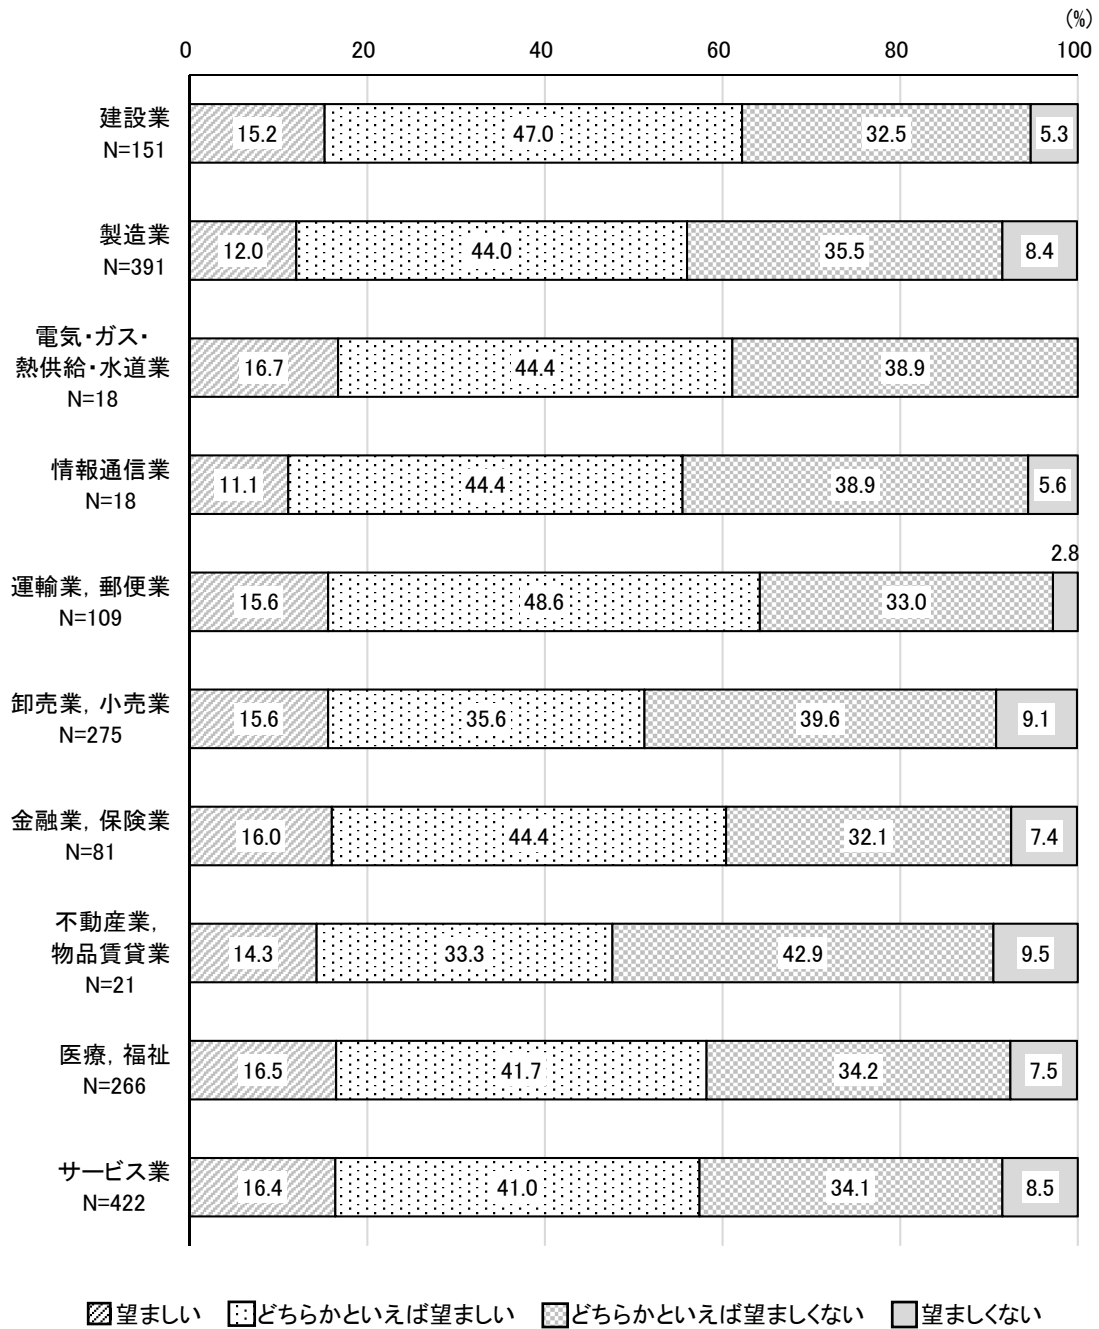 (%)
0 20 40 60 80 100
建設業
N=151
15.2 47.0 32.5 5.3
製造業
N=391
12.0 44.0 35.5 8.4
電気・ガス・
熱供給・水道業
N=18
16.7 44.4 38.9
情報通信業
N=18
11.1 44.4 38.9 5.6
運輸業，郵便業
N=109
15.6 48.6 33.0 2.8
卸売業，小売業
N=275
15.6 35.6 39.6 9.1
金融業，保険業
N=81
16.0 44.4 32.1 7.4
不動産業，
物品賃貸業
N=21
14.3 33.3 42.9 9.5
医療，福祉
N=266
16.5 41.7 34.2 7.5
サービス業
N=422
16.4 41.0 34.1 8.5
望ましい どちらかといえば望ましい どちらかといえば望ましくない 望ましくない